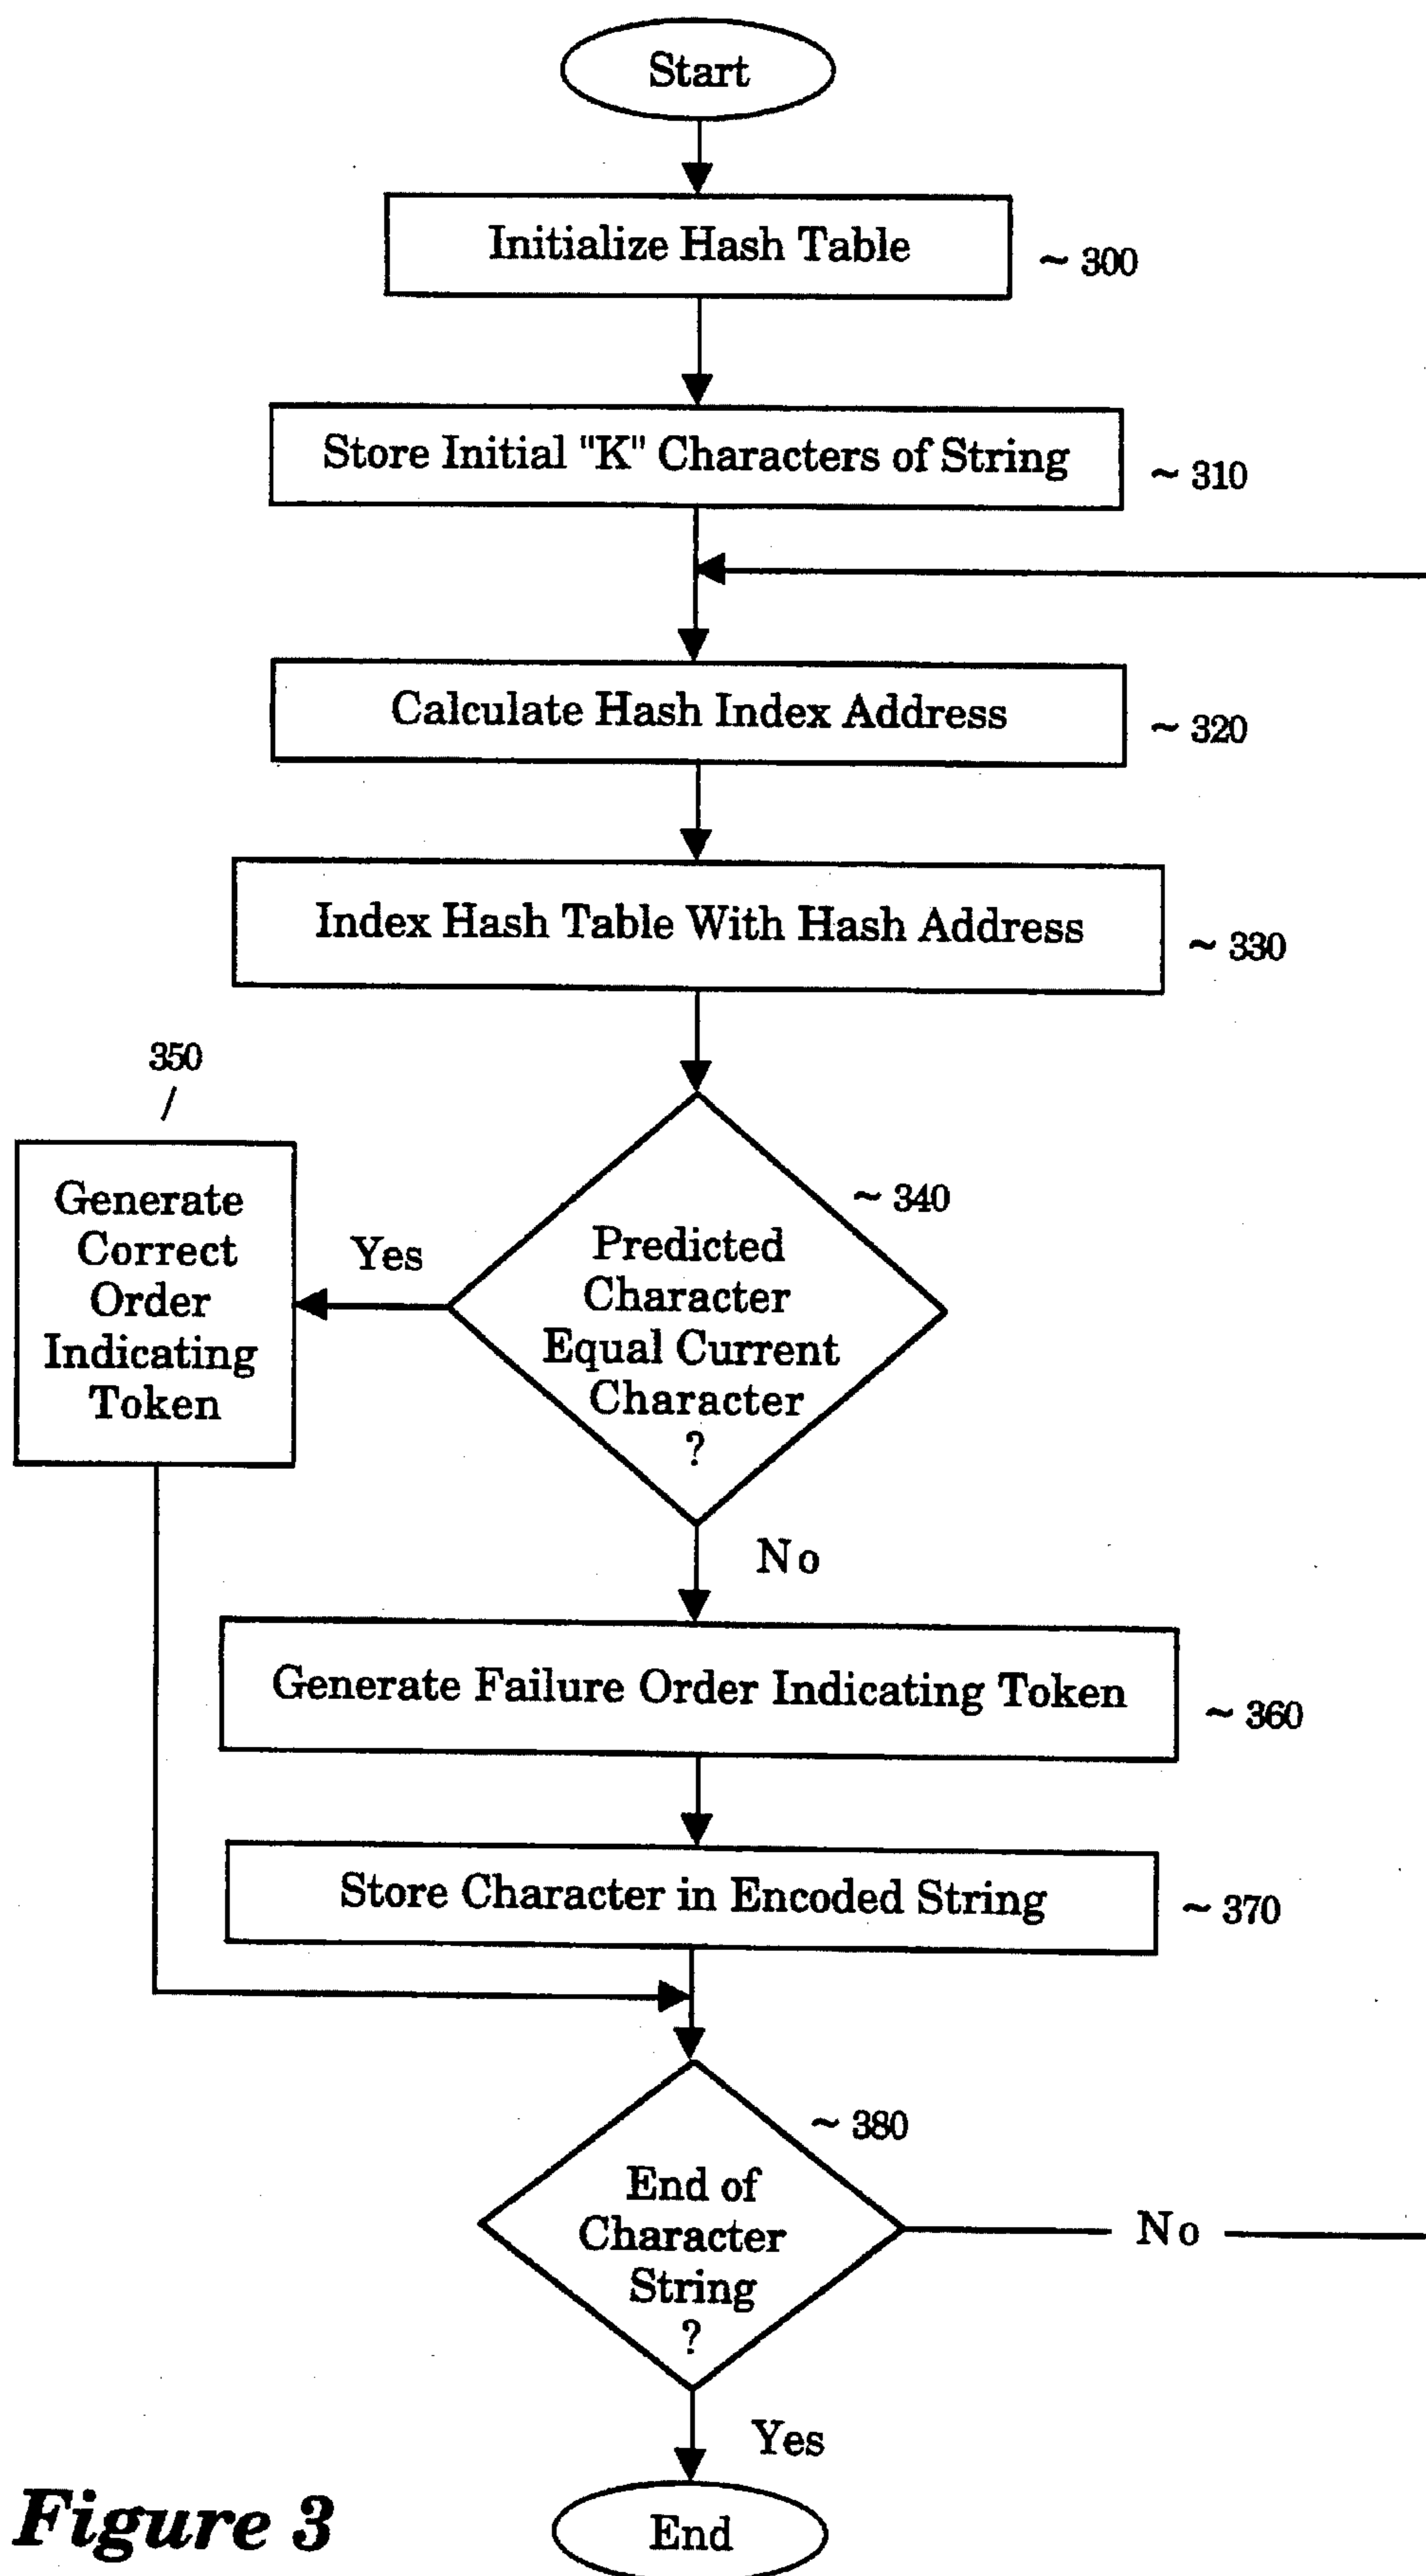 Start
Initialize Hash Table
~ 300
Store Initial "K" Characters of String
~ 310
Calculate Hash Index Address
~ 320
Index Hash Table With Hash Address
~ 330
350
Generate
Correct
Order
Indicating
Token
Yes
~ 340
Predicted
Character
Equal Current
Character
?
No
Generate Failure Order Indicating Token
~ 360
Store Character in Encoded String
~ 370
~ 380
End of
Character
String
?
No
Yes
End
Figure 3